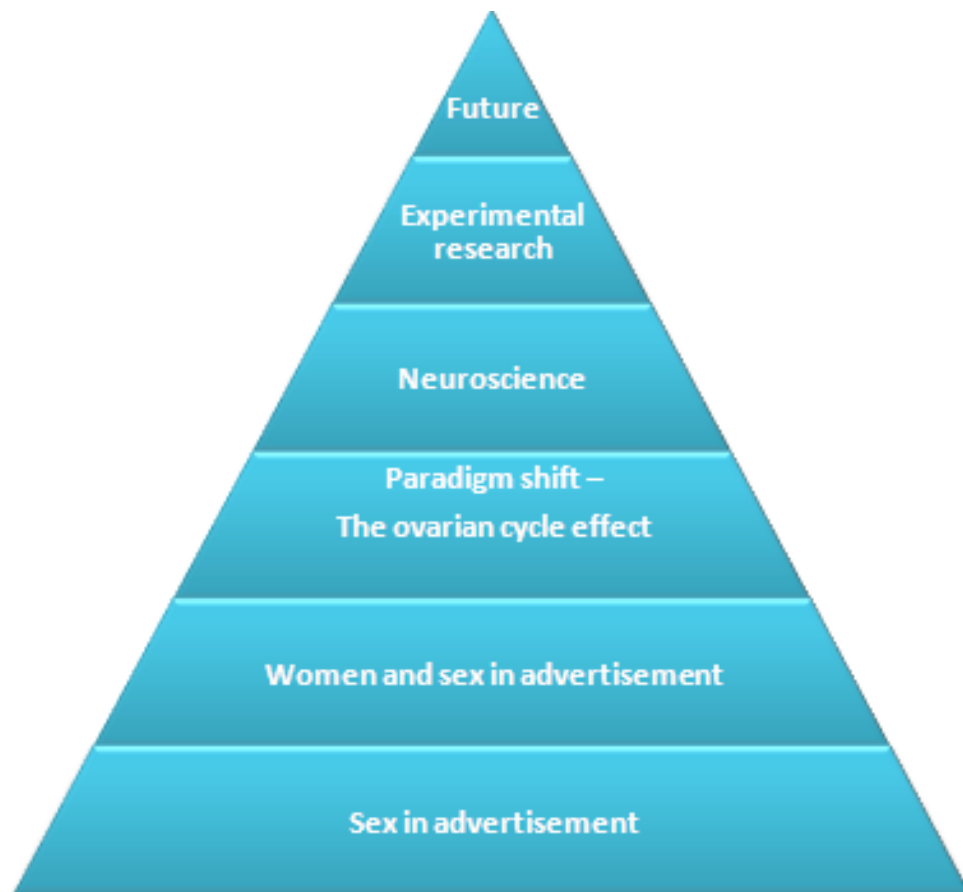 Future
Experimental
research
Neuroscience
Paradigm shift –
The ovarian cycle effect
Women and sex in advertisement
Sex in advertisement